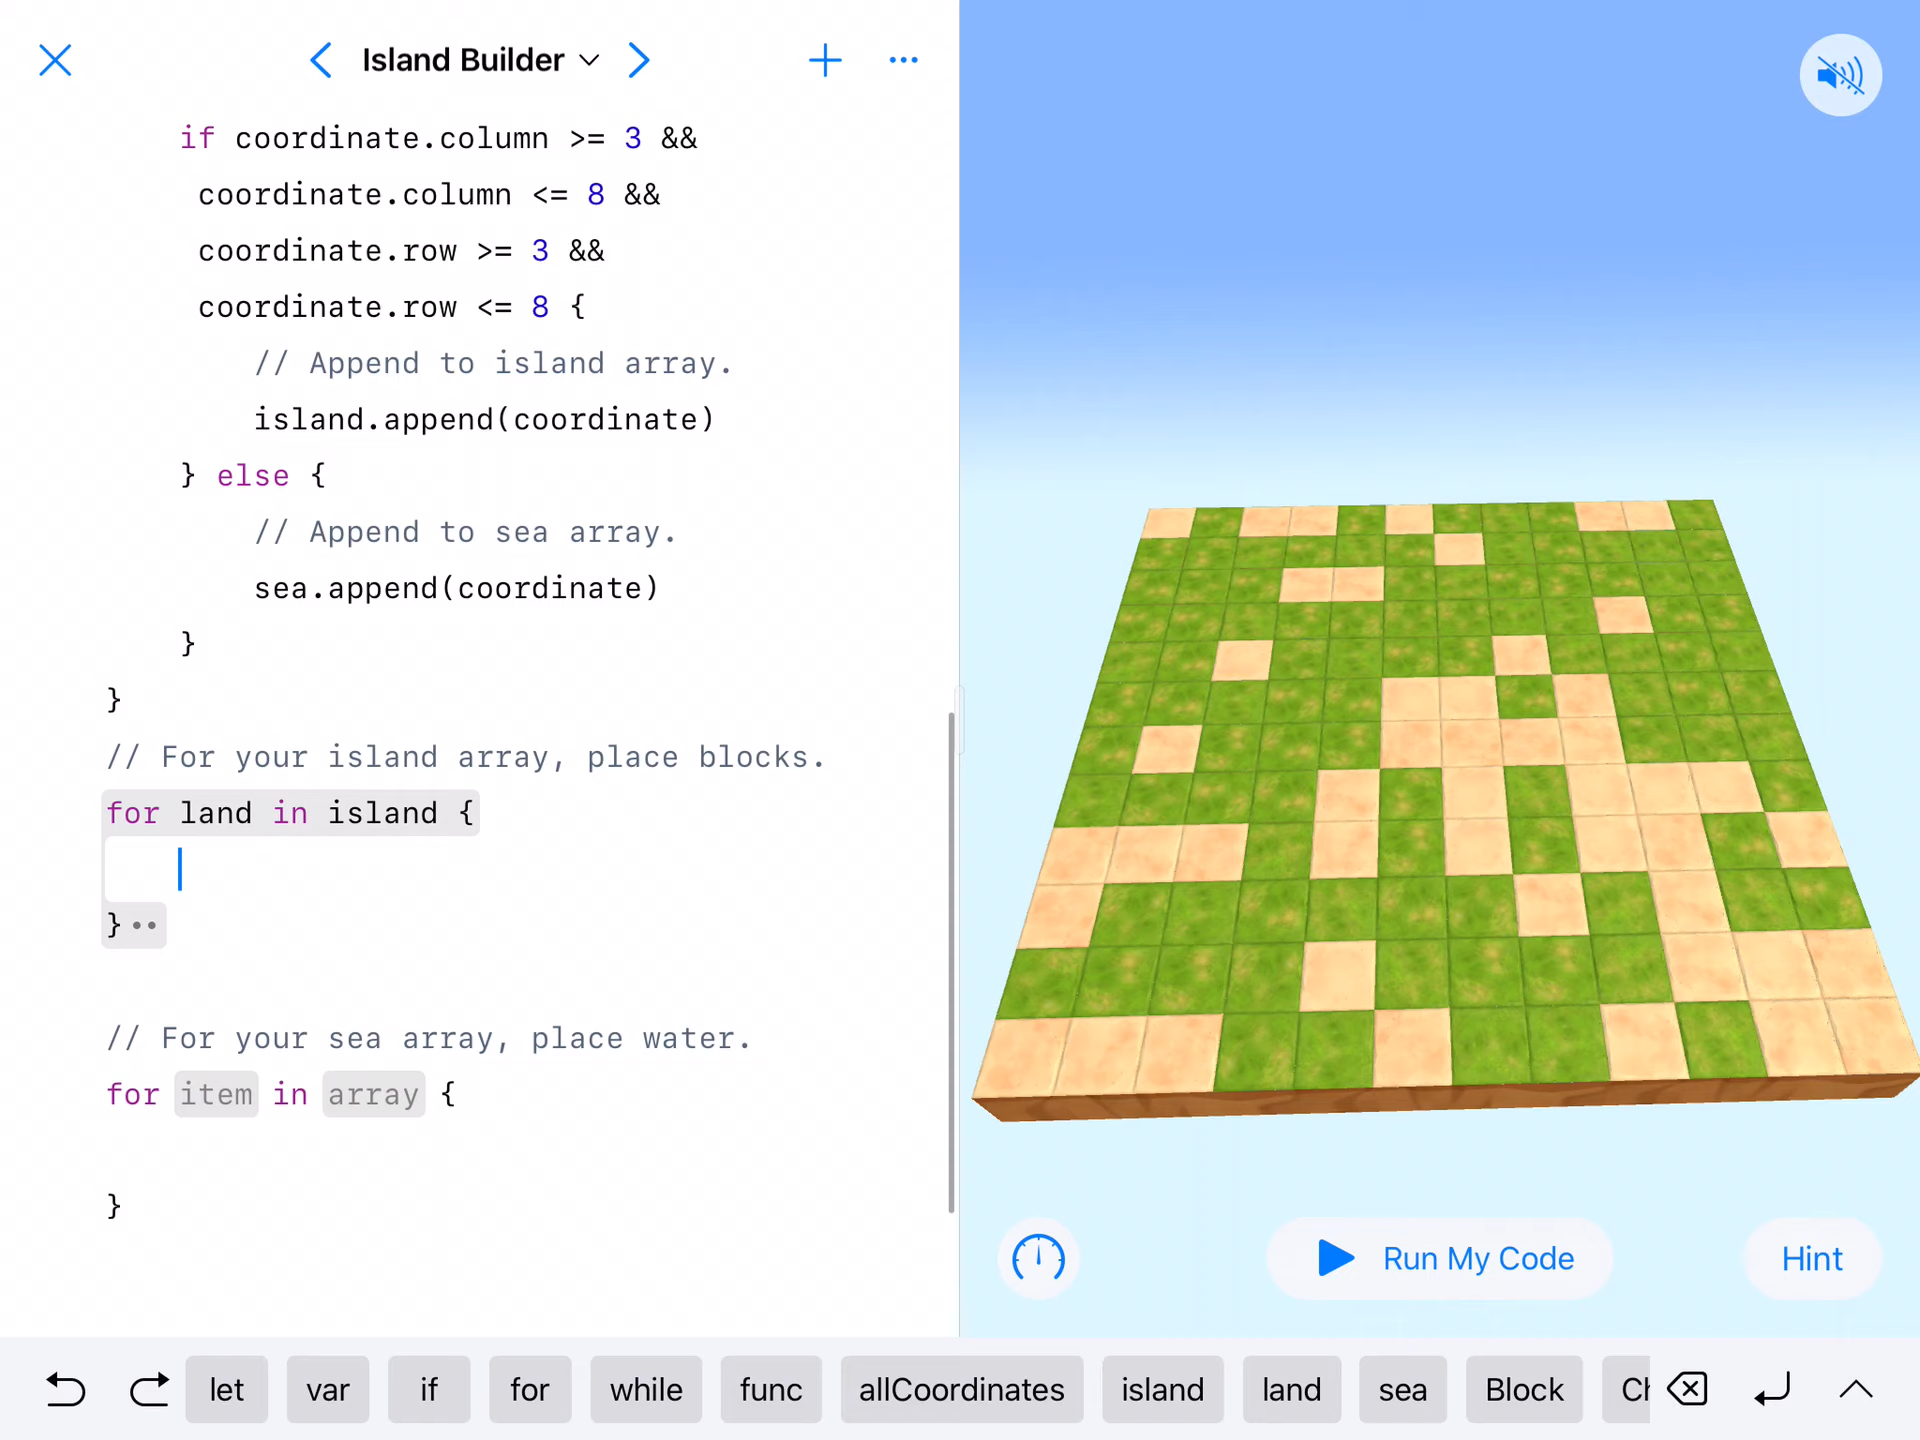 Island Builder
if coordinate.column >= 3 &&
coordinate.column <= 8 &&
coordinate.row >= 3 &&
coordinate.row <= 8 {
// Append to island array.
island.append(coordinate)
} else {
// Append to sea array.
sea.append(coordinate)
}
}
// For your island array, place blocks.
for land in island {
}
// For your sea array, place water.
for item in array {
}
Run My Code
Hint
let var if for while func allCoordinates island land sea Block